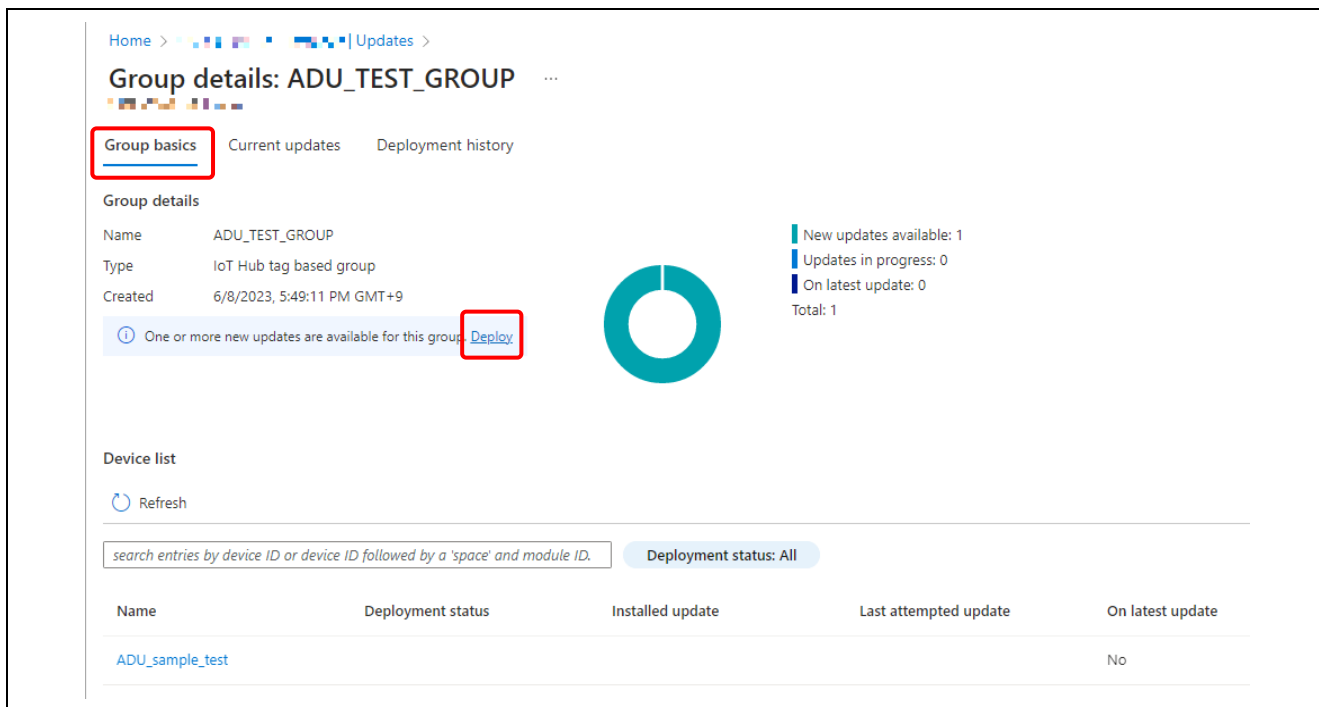 Home > | Updates >
Group details: ADU_TEST_GROUP ...
Group basics Current updates Deployment history
Group details
Name ADU_TEST_GROUP
Type IoT Hub tag based group
Created 6/8/2023, 5:49:11 PM GMT+9
One or more new updates are available for this group. Deploy
New updates available: 1
Updates in progress: 0
On latest update: 0
Total: 1
Device list
Refresh
search entries by device ID or device ID followed by a 'space' and module ID. Deployment status: All
Name Deployment status Installed update Last attempted update On latest update
ADU_sample_test No